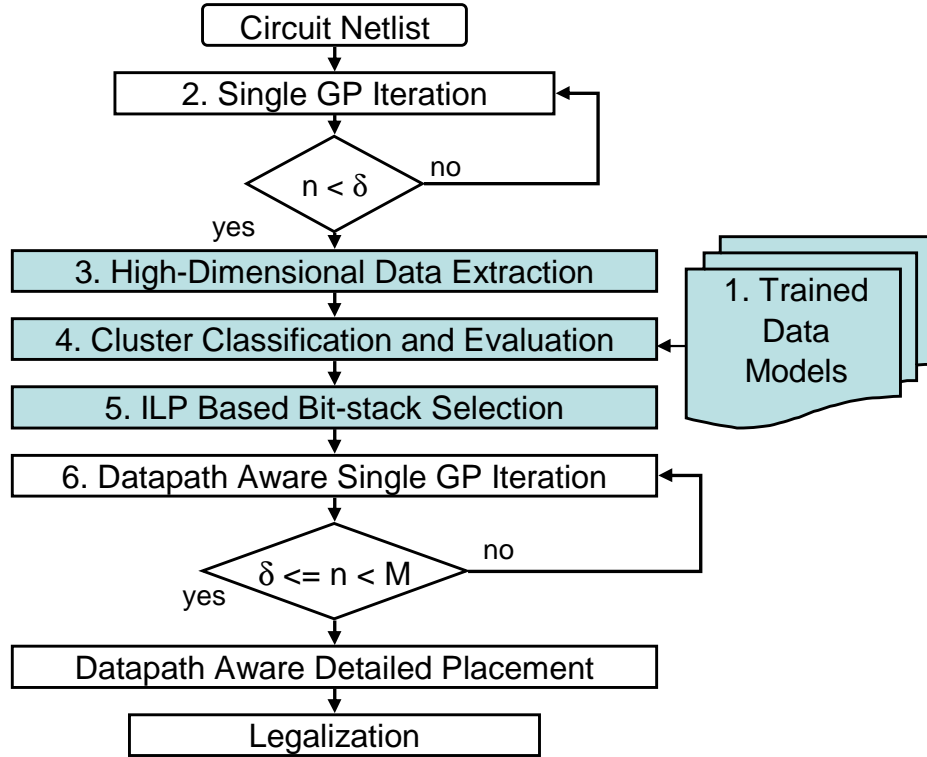 Circuit Netlist
2. Single GP Iteration
n < δ
no
yes
3. High-Dimensional Data Extraction
4. Cluster Classification and Evaluation
1. Trained
Data
Models
5. ILP Based Bit-stack Selection
6. Datapath Aware Single GP Iteration
δ <= n < M
no
yes
Datapath Aware Detailed Placement
Legalization